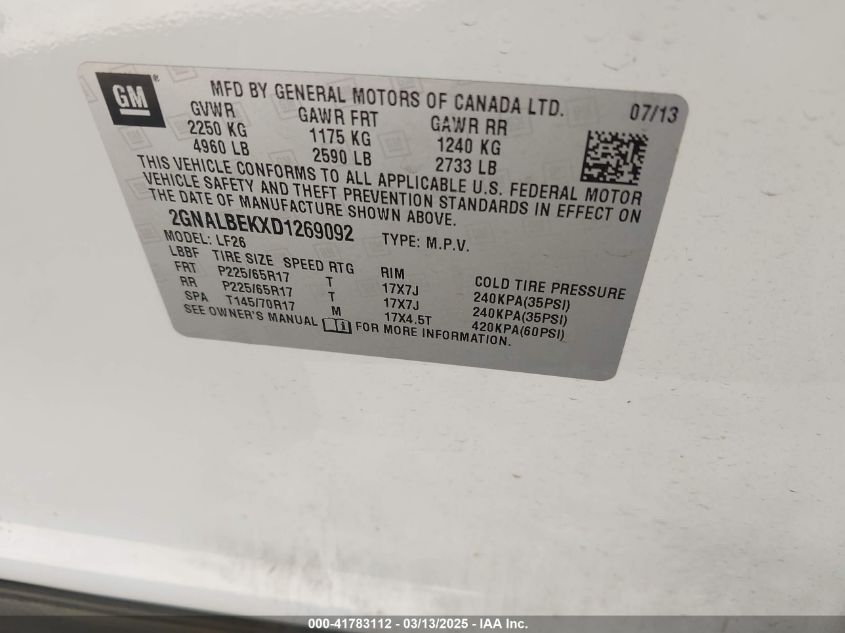 GM ®
MFD BY GENERAL MOTORS OF CANADA LTD. 07/13
GVWR GAWR FRT GAWR RR
2250 KG 1175 KG 1240 KG
4960 LB 2590 LB 2733 LB
THIS VEHICLE CONFORMS TO ALL APPLICABLE U.S. FEDERAL MOTOR
VEHICLE SAFETY AND THEFT PREVENTION STANDARDS IN EFFECT ON
THE DATE OF MANUFACTURE SHOWN ABOVE.
2GNALBEKXD1269092 TYPE: M.P.V.
MODEL: LF26
LBBF TIRE SIZE SPEED RTG RIM COLD TIRE PRESSURE
FRT P225/65R17 T 17X7J 240KPA(35PSI)
RR P225/65R17 T 17X7J 240KPA(35PSI)
SPA T145/70R17 M 17X4.5T 420KPA(60PSI)
SEE OWNER'S MANUAL FOR MORE INFORMATION.
000-41783112 - 03/13/2025 - IAA Inc.